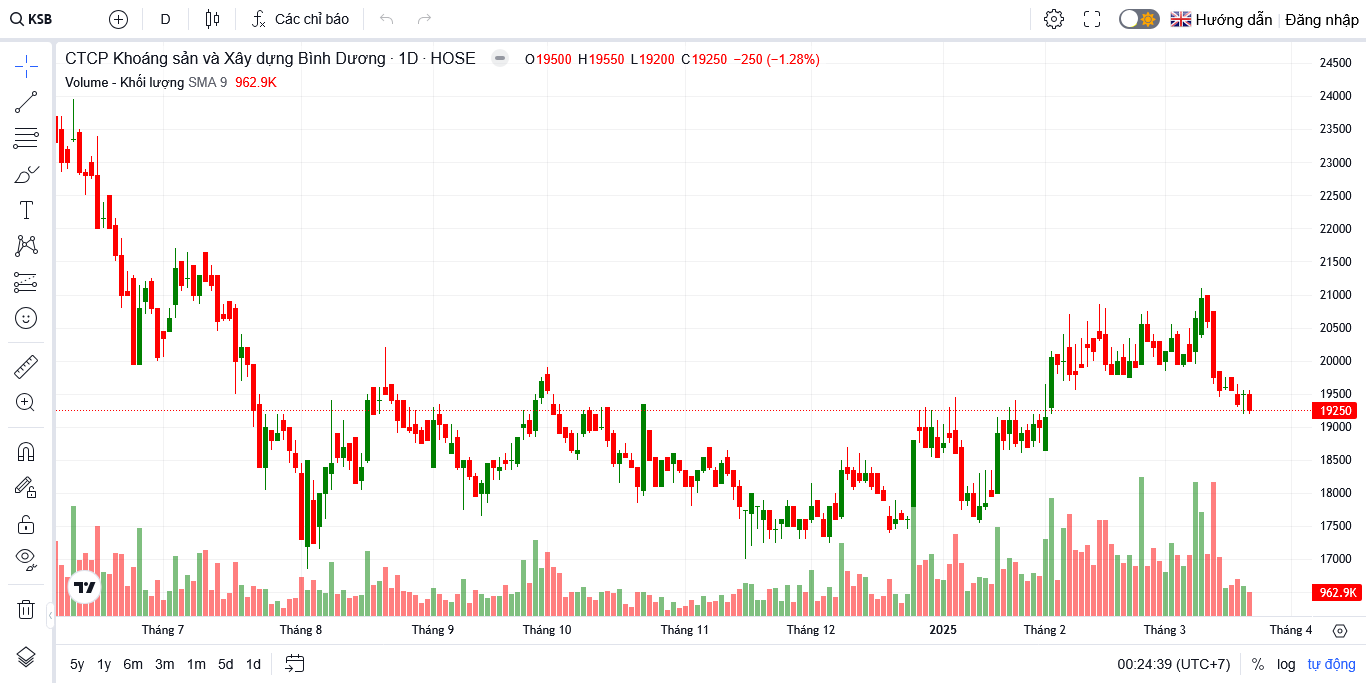 KSB D Các chỉ báo Hướng dẫn Đăng nhập
CTCP Khoáng sản và Xây dựng Bình Dương · 1D · HOSE O19500 H19550 L19200 C19250 −250 (−1.28%)
Volume - Khối lượng SMA 9 962.9K
24500
24000
23500
23000
22500
22000
21500
21000
20500
20000
19500
19250
19000
18500
18000
17500
17000
962.9K
Tháng 7 Tháng 8 Tháng 9 Tháng 10 Tháng 11 Tháng 12 2025 Tháng 2 Tháng 3 Tháng 4
5y 1y 6m 3m 1m 5d 1d 00:24:39 (UTC+7) % log tự động